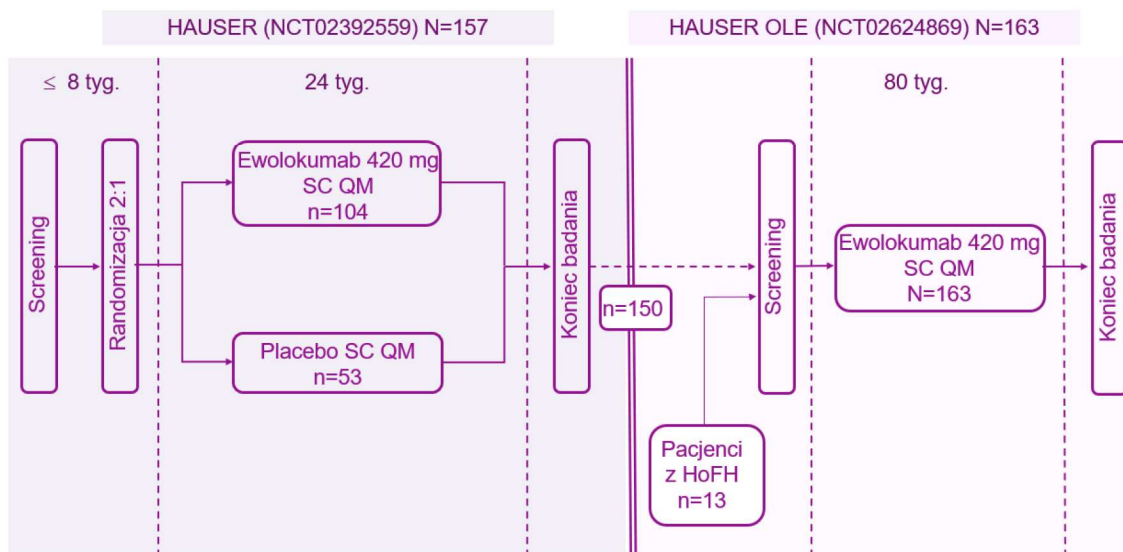 HAUSER (NCT02392559) N=157
HAUSER OLE (NCT02624869) N=163
≤ 8 tyg.
24 tyg.
80 tyg.
Screening
Randomizacja 2:1
Ewolokumab 420 mg
SC QM
n=104
Placebo SC QM
n=53
Koniec badania
n=150
Pacjenci
z HoFH
n=13
Screening
Ewolokumab 420 mg
SC QM
N=163
Koniec badania